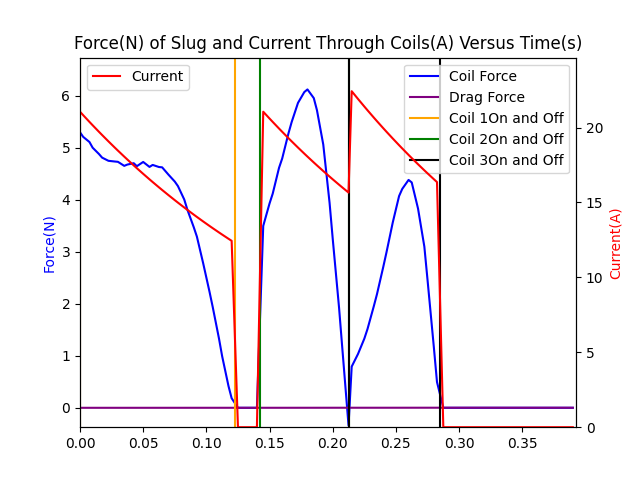 Force(N) of Slug and Current Through Coils(A) Versus Time(s)
Current
Coil Force
Drag Force
Coil 1On and Off
Coil 2On and Off
Coil 3On and Off
Force(N)
6
5
4
3
2
1
0
Current(A)
20
15
10
5
0
0.00 0.05 0.10 0.15 0.20 0.25 0.30 0.35